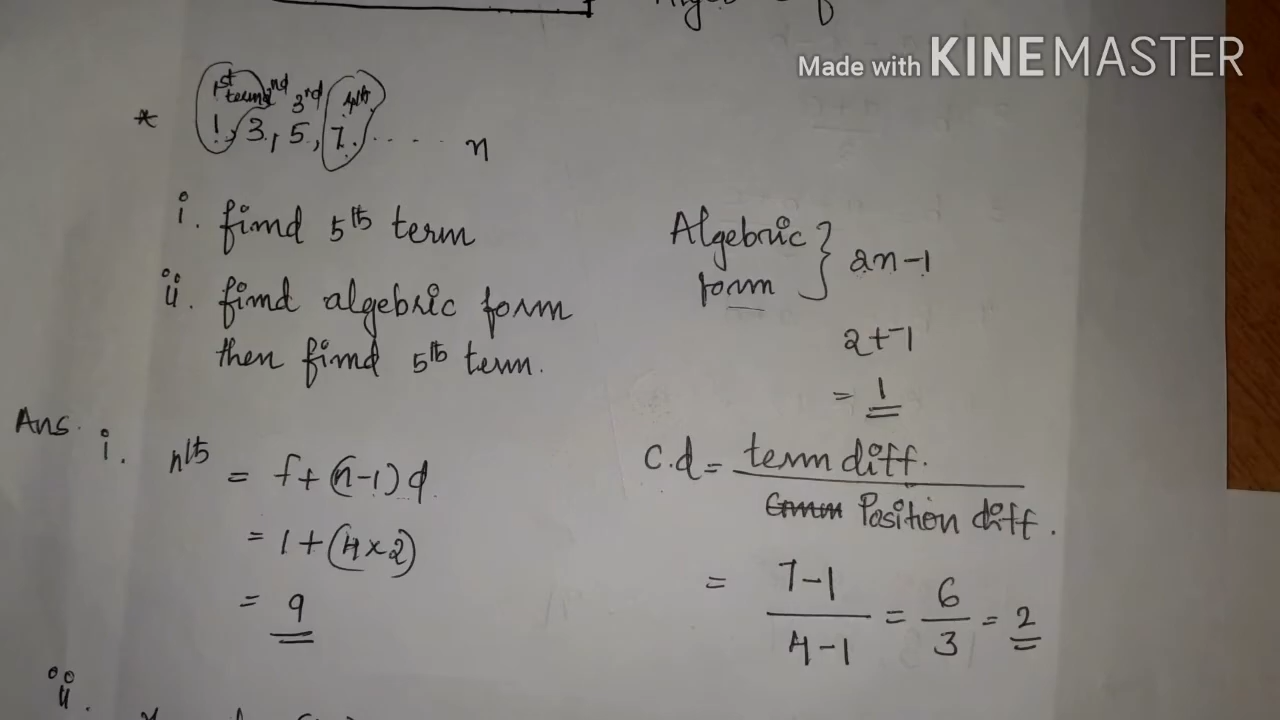 Made with KINEMASTER
1st term 2nd 3rd 4th
* 1, 3, 5, 7. . . . . n
i. find 5th term
ii. find algebric form
then find 5th term.
Algebric form } 2n-1
2+-1
= 1
Ans. i. nth = f+(n-1)d
= 1+(4×2)
= 9
C.d = term diff. / Position diff.
= 7-1 / 4-1 = 6/3 = 2
ii.